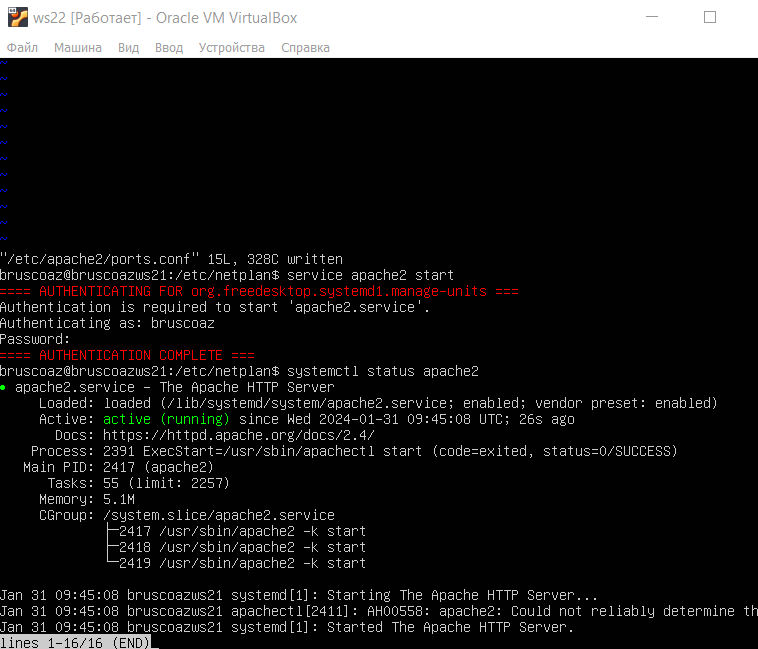 ws22 [Работает] - Oracle VM VirtualBox
Файл Машина Вид Ввод Устройства Справка
~
~
~
~
~
~
~
~
~
~
~
~
"/etc/apache2/ports.conf" 15L, 328C written
bruscoaz@bruscoazws21:/etc/netplan$ service apache2 start
==== AUTHENTICATING FOR org.freedesktop.systemd1.manage-units ===
Authentication is required to start 'apache2.service'.
Authenticating as: bruscoaz
Password:
==== AUTHENTICATION COMPLETE ===
bruscoaz@bruscoazws21:/etc/netplan$ systemctl status apache2
● apache2.service - The Apache HTTP Server
Loaded: loaded (/lib/systemd/system/apache2.service; enabled; vendor preset: enabled)
Active: active (running) since Wed 2024-01-31 09:45:08 UTC; 26s ago
Docs: https://httpd.apache.org/docs/2.4/
Process: 2391 ExecStart=/usr/sbin/apachectl start (code=exited, status=0/SUCCESS)
Main PID: 2417 (apache2)
Tasks: 55 (limit: 2257)
Memory: 5.1M
CGroup: /system.slice/apache2.service
├─2417 /usr/sbin/apache2 -k start
├─2418 /usr/sbin/apache2 -k start
└─2419 /usr/sbin/apache2 -k start
Jan 31 09:45:08 bruscoazws21 systemd[1]: Starting The Apache HTTP Server...
Jan 31 09:45:08 bruscoazws21 apachectl[2411]: AH00558: apache2: Could not reliably determine th
Jan 31 09:45:08 bruscoazws21 systemd[1]: Started The Apache HTTP Server.
lines 1-16/16 (END)